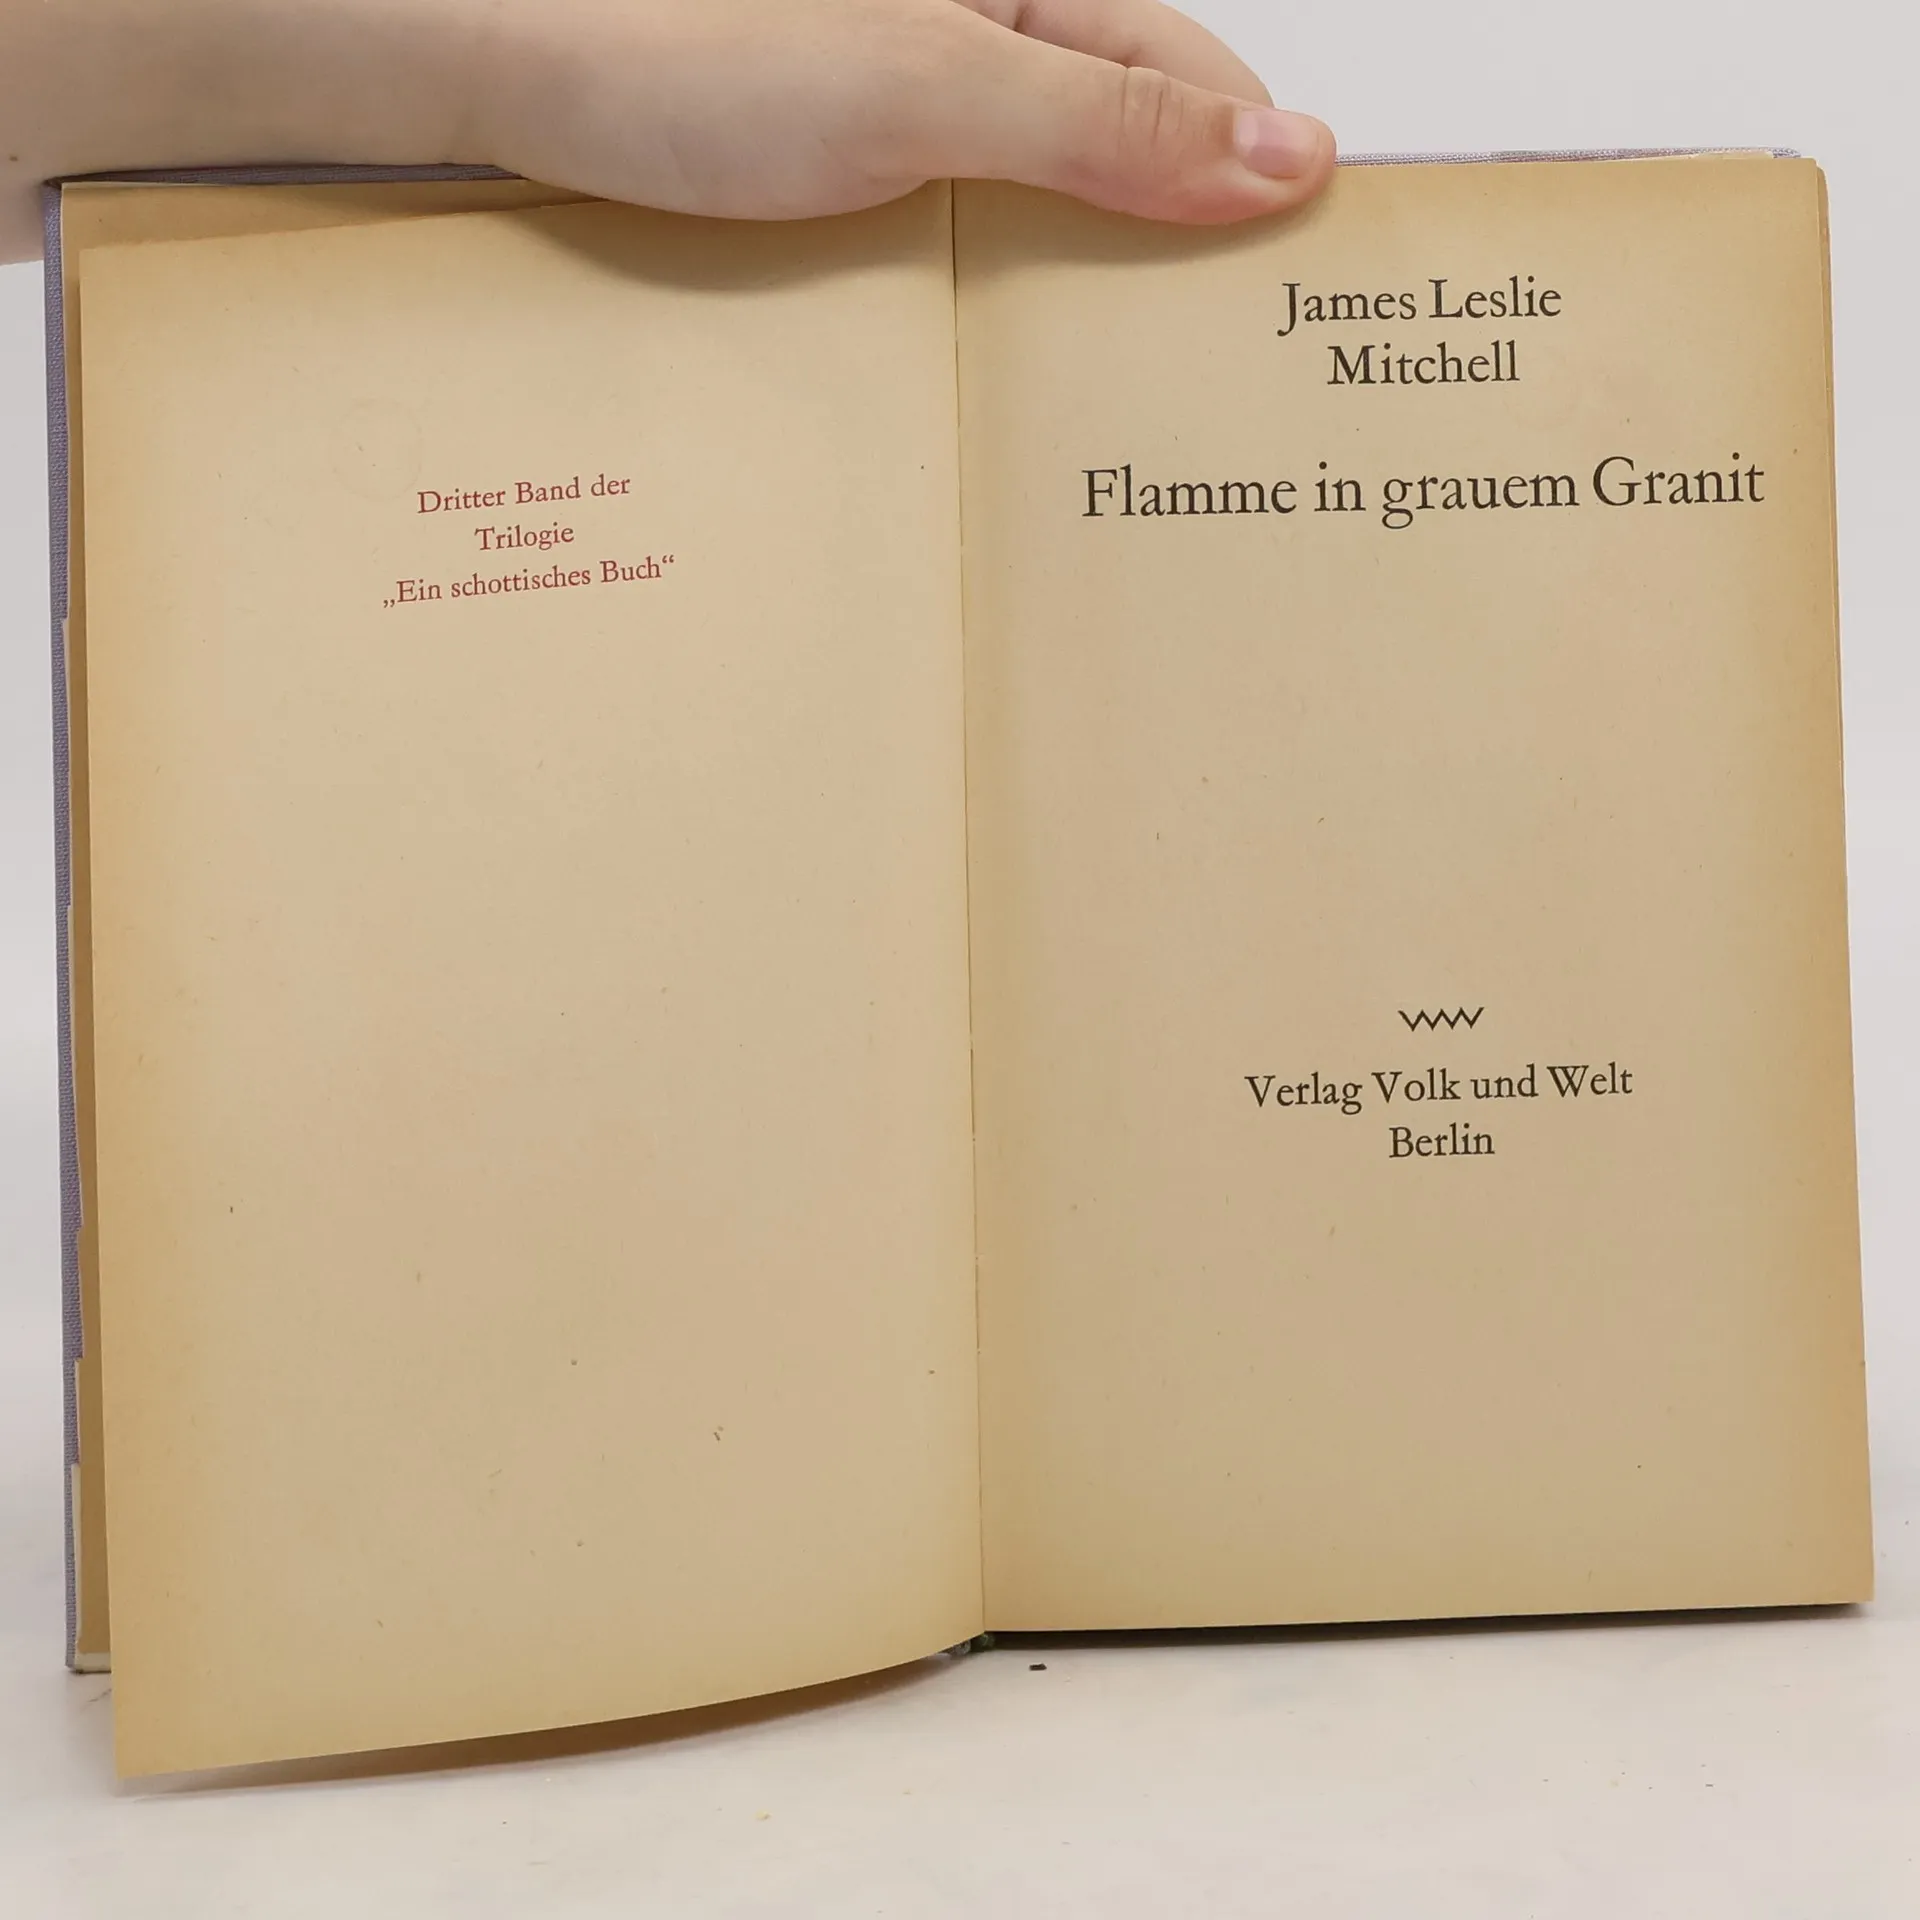 Dritter Band der
Trilogie
„Ein schottisches Buch“
James Leslie
Mitchell
Flamme in grauem Granit
Verlag Volk und Welt
Berlin